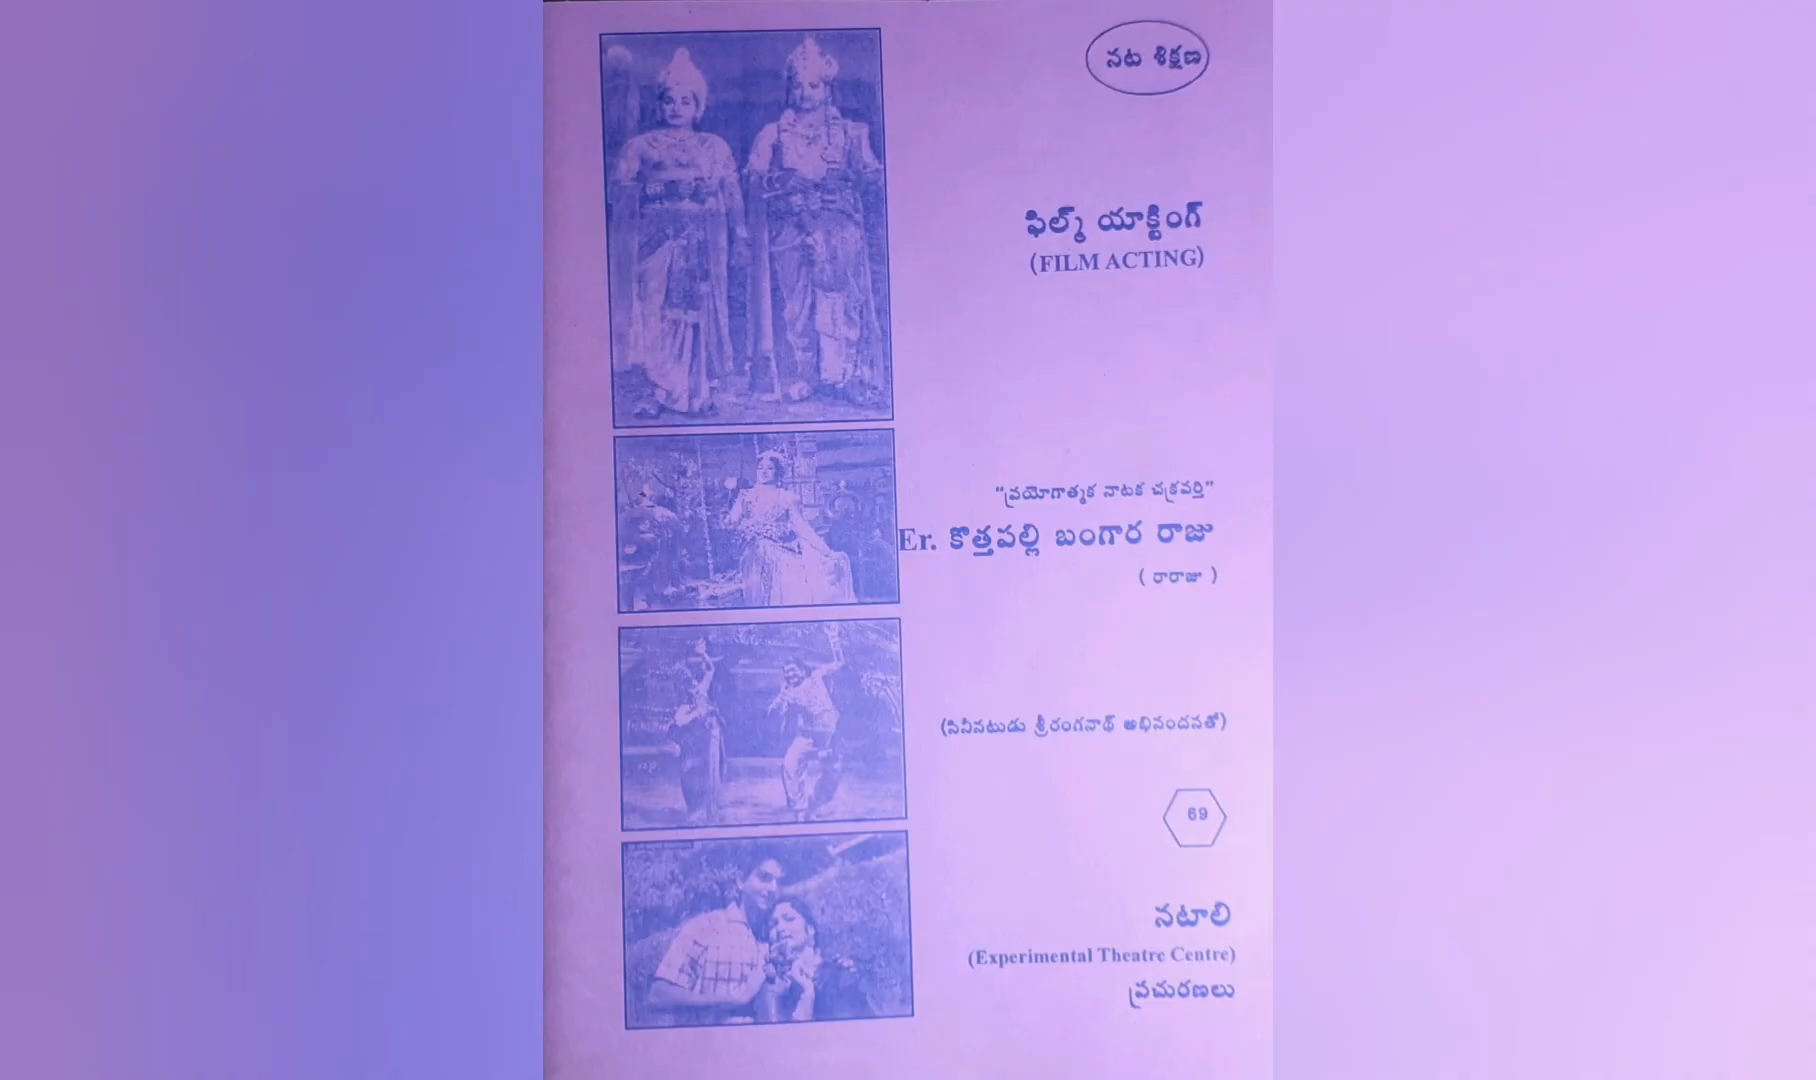 నట శిక్షణ
ఫిల్మ్ యాక్టింగ్
(FILM ACTING)
“ప్రయోగాత్మక నాటక చక్రవర్తి”
Er. కొత్తపల్లి బంగార రాజు
( రారాజు )
(సినీనటుడు శ్రీరంగనాథ్ అభినందనతో)
69
నటాలి
(Experimental Theatre Centre)
ప్రచురణలు